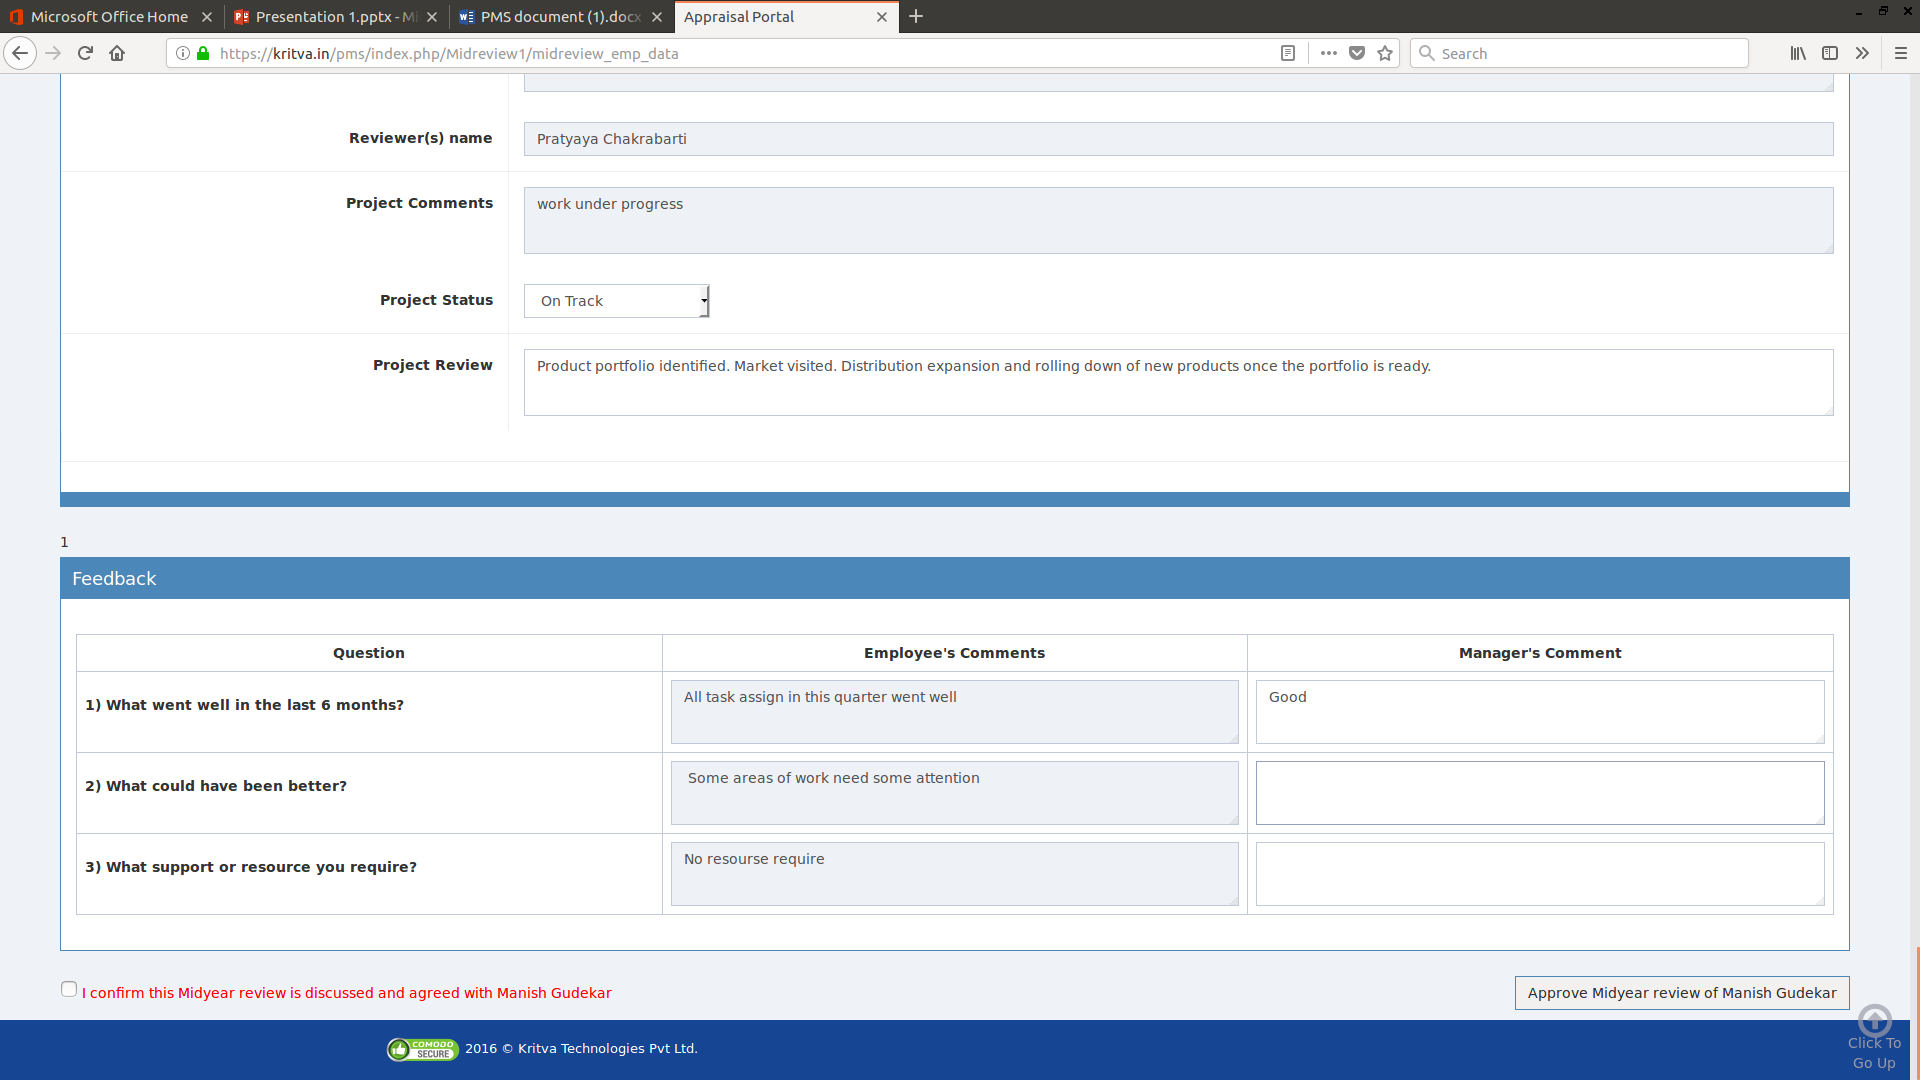 Microsoft Office Home
Presentation 1.pptx - Mi
PMS document (1).docx
Appraisal Portal
https://kritva.in/pms/index.php/Midreview1/midreview_emp_data
Search
Reviewer(s) name
Pratyaya Chakrabarti
Project Comments
work under progress
Project Status
On Track
Project Review
Product portfolio identified. Market visited. Distribution expansion and rolling down of new products once the portfolio is ready.
1
Feedback
Question
Employee's Comments
Manager's Comment
1) What went well in the last 6 months?
All task assign in this quarter went well
Good
2) What could have been better?
Some areas of work need some attention
3) What support or resource you require?
No resourse require
I confirm this Midyear review is discussed and agreed with Manish Gudekar
Approve Midyear review of Manish Gudekar
COMODO
SECURE
2016 © Kritva Technologies Pvt Ltd.
Click To
Go Up